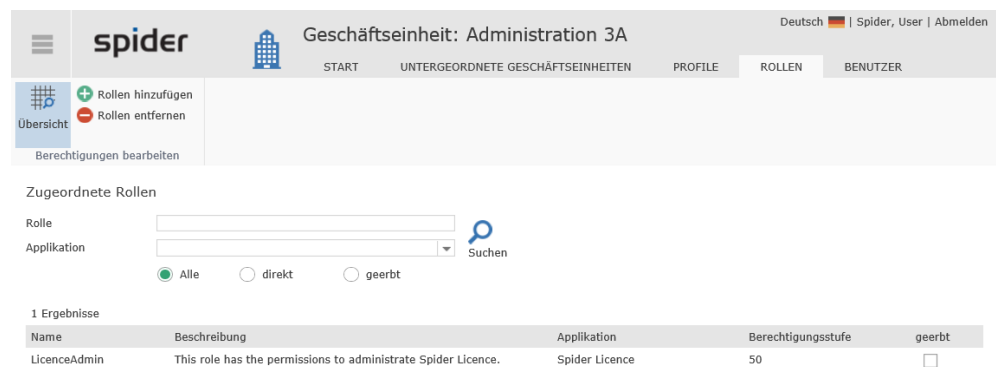 Deutsch | Spider, User | Abmelden
spider
Geschäftseinheit: Administration 3A
START UNTERGEORDNETE GESCHÄFTSEINHEITEN PROFILE ROLLEN BENUTZER
Übersicht
Rollen hinzufügen
Rollen entfernen
Berechtigungen bearbeiten
Zugeordnete Rollen
Rolle
Applikation
Suchen
Alle direkt geerbt
1 Ergebnisse
Name Beschreibung Applikation Berechtigungsstufe geerbt
LicenceAdmin This role has the permissions to administrate Spider Licence. Spider Licence 50